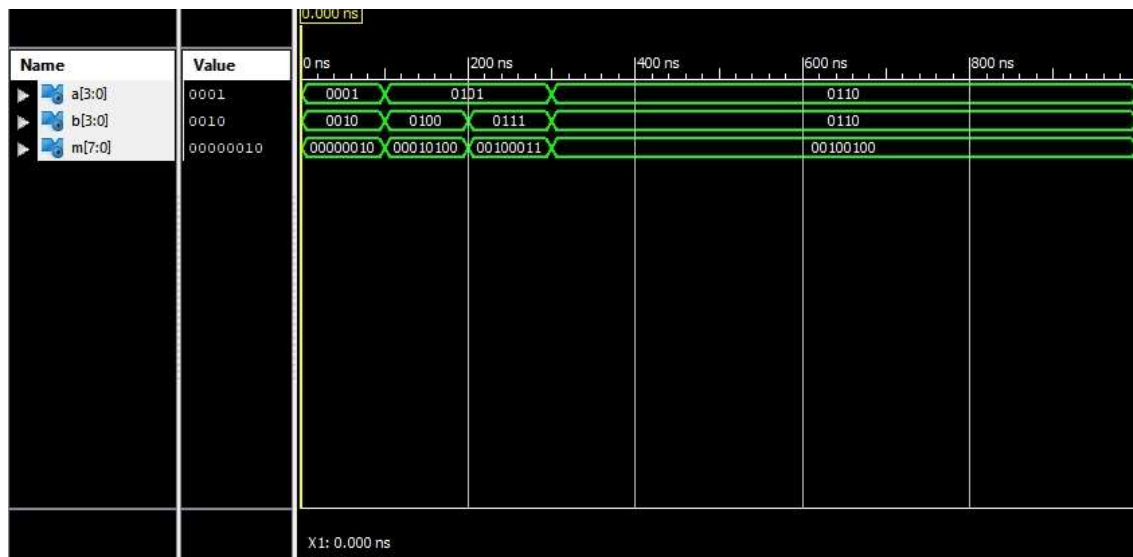 0.000 ns
Name Value 0 ns 200 ns 400 ns 600 ns 800 ns
a[3:0] 0001 0001 0101 0110
b[3:0] 0010 0010 0100 0111 0110
m[7:0] 00000010 00000010 00010100 00100011 00100100
X1: 0.000 ns